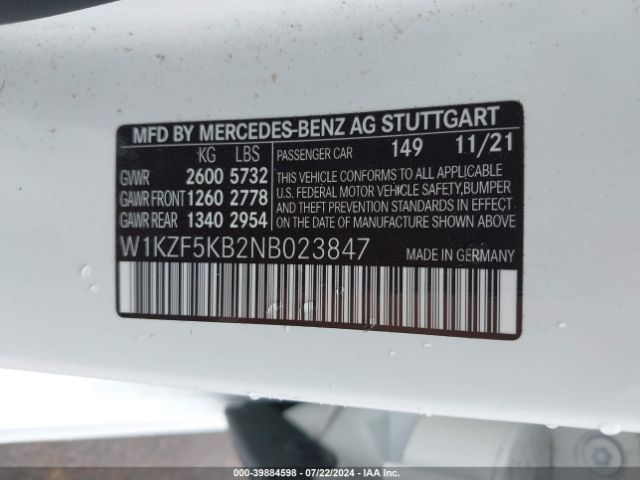 MFD BY MERCEDES-BENZ AG STUTTGART
KG LBS PASSENGER CAR 149 11/21
GVWR 2600 5732
GAWR FRONT 1260 2778
GAWR REAR 1340 2954
THIS VEHICLE CONFORMS TO ALL APPLICABLE
U.S. FEDERAL MOTOR VEHICLE SAFETY,BUMPER
AND THEFT PREVENTION STANDARDS IN EFFECT
ON THE DATE OF MANUFACTURE SHOWN ABOVE.
W1KZF5KB2NB023847 MADE IN GERMANY
000-39884598 - 07/22/2024 - IAA Inc.